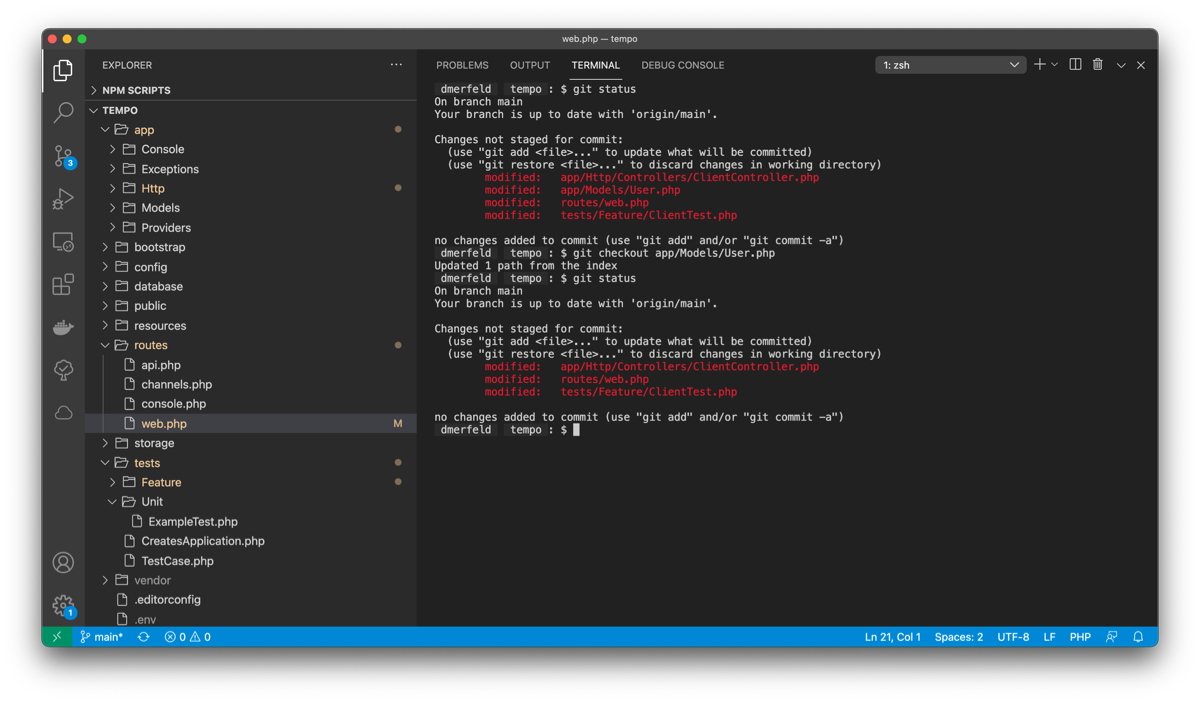 web.php — tempo
EXPLORER
NPM SCRIPTS
TEMPO
app
Console
Exceptions
Http
Models
Providers
bootstrap
config
database
public
resources
routes
api.php
channels.php
console.php
web.php M
storage
tests
Feature
Unit
ExampleTest.php
CreatesApplication.php
TestCase.php
vendor
.editorconfig
.env
3
1
PROBLEMS OUTPUT TERMINAL DEBUG CONSOLE 1: zsh
dmerfeld tempo : $ git status
On branch main
Your branch is up to date with 'origin/main'.
Changes not staged for commit:
(use "git add <file>..." to update what will be committed)
(use "git restore <file>..." to discard changes in working directory)
modified: app/Http/Controllers/ClientController.php
modified: app/Models/User.php
modified: routes/web.php
modified: tests/Feature/ClientTest.php
no changes added to commit (use "git add" and/or "git commit -a")
dmerfeld tempo : $ git checkout app/Models/User.php
Updated 1 path from the index
dmerfeld tempo : $ git status
On branch main
Your branch is up to date with 'origin/main'.
Changes not staged for commit:
(use "git add <file>..." to update what will be committed)
(use "git restore <file>..." to discard changes in working directory)
modified: app/Http/Controllers/ClientController.php
modified: routes/web.php
modified: tests/Feature/ClientTest.php
no changes added to commit (use "git add" and/or "git commit -a")
dmerfeld tempo : $
main* 0 0 Ln 21, Col 1 Spaces: 2 UTF-8 LF PHP